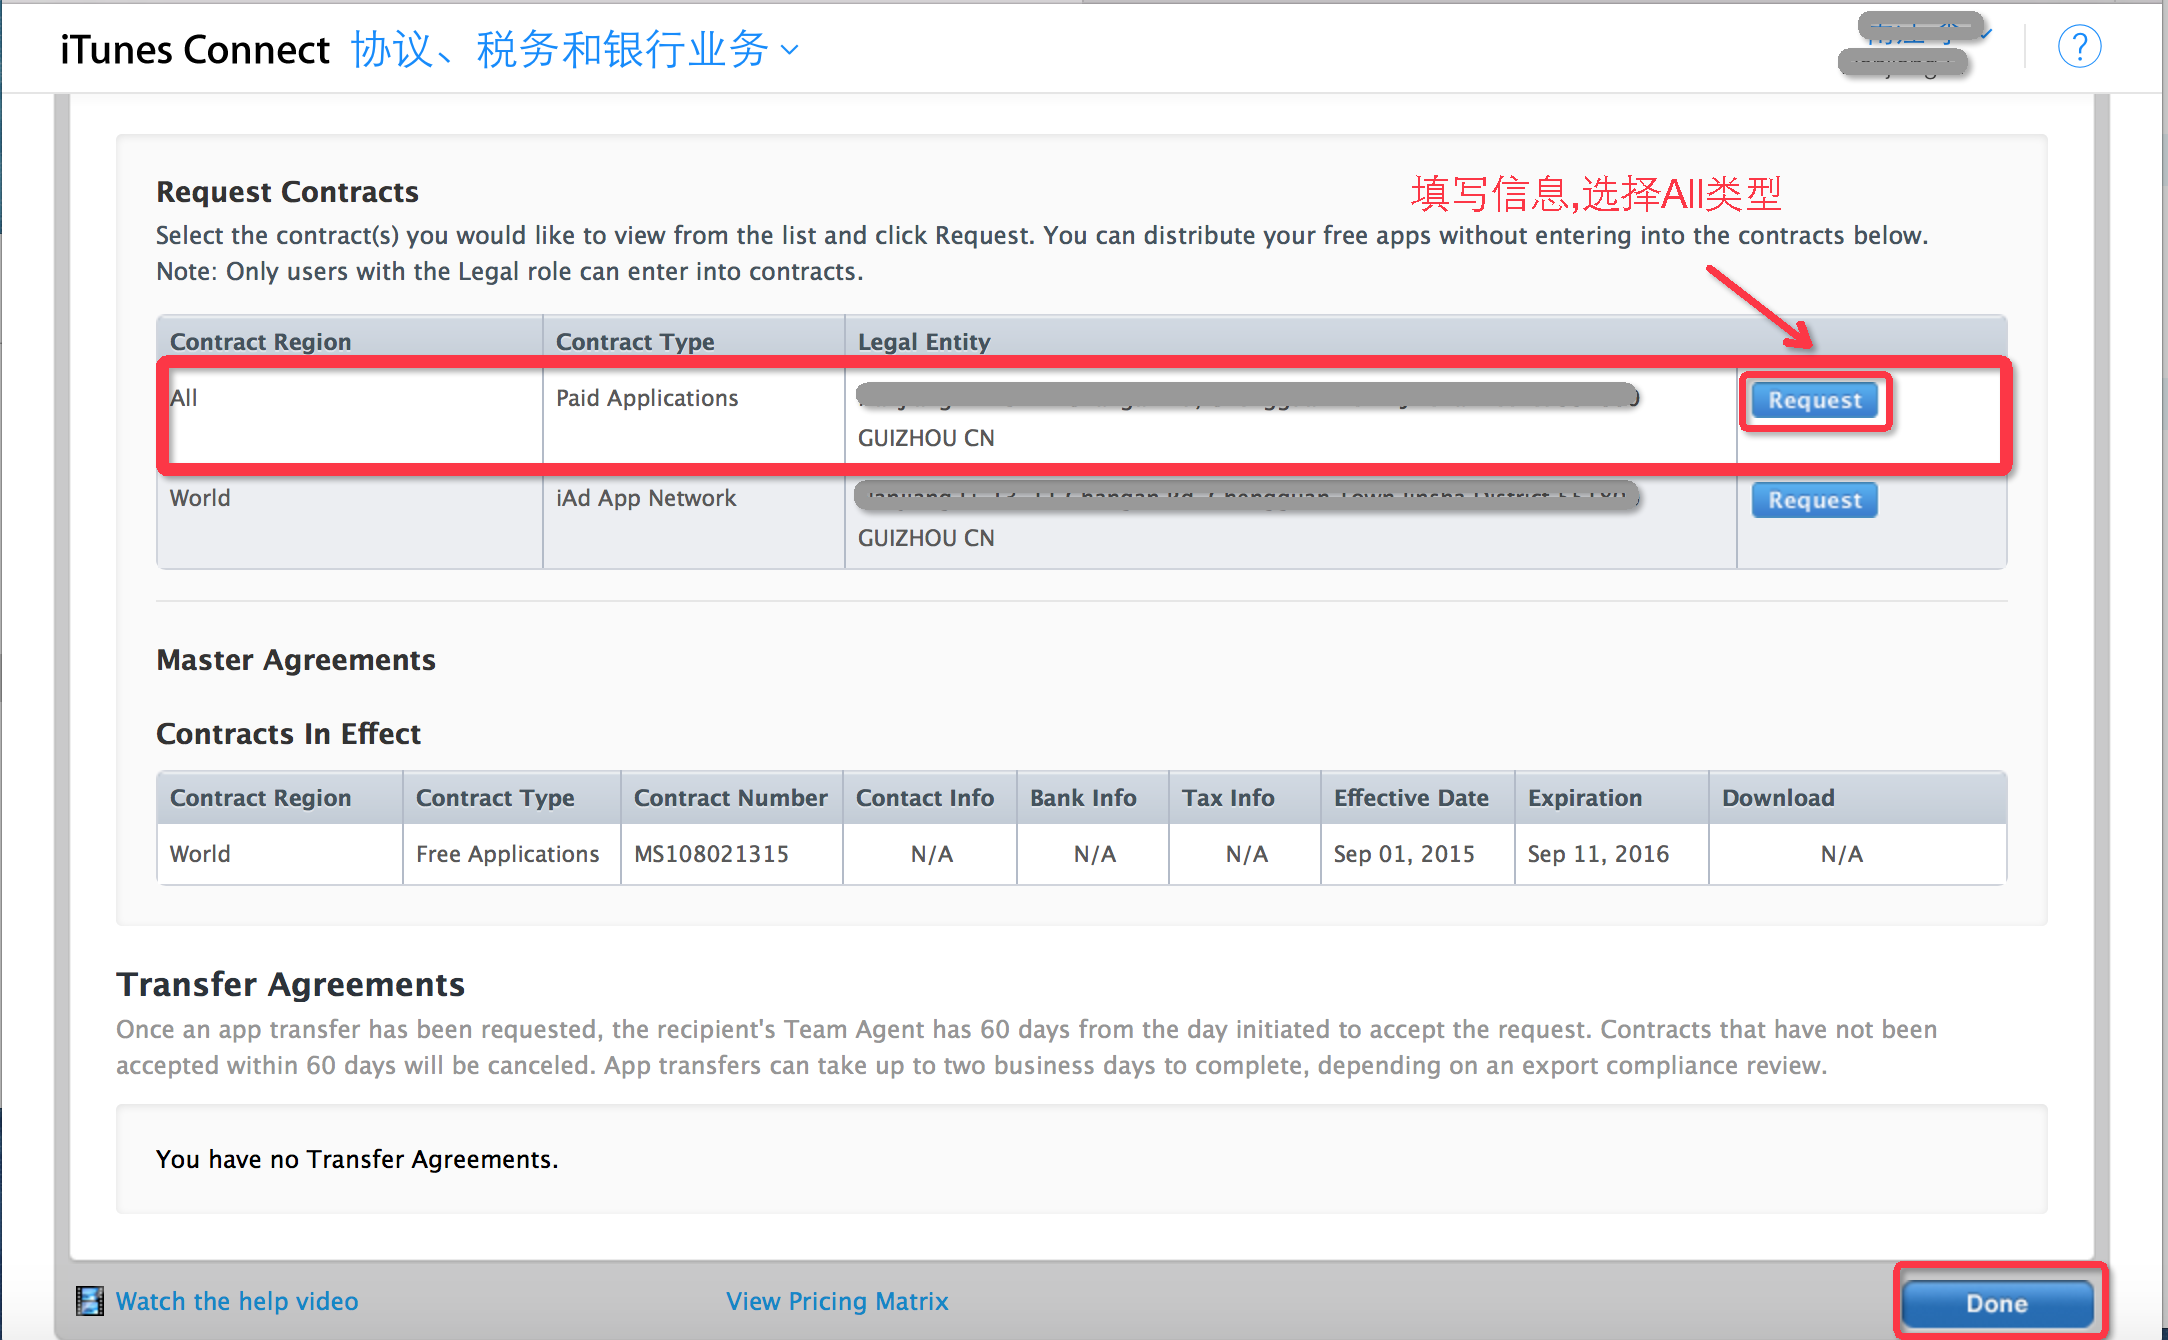 iTunes Connect 协议、税务和银行业务
?
Request Contracts
填写信息,选择All类型
Select the contract(s) you would like to view from the list and click Request. You can distribute your free apps without entering into the contracts below.
Note: Only users with the Legal role can enter into contracts.
Contract Region Contract Type Legal Entity
All Paid Applications Request
GUIZHOU CN
World iAd App Network Request
GUIZHOU CN
Master Agreements
Contracts In Effect
Contract Region Contract Type Contract Number Contact Info Bank Info Tax Info Effective Date Expiration Download
World Free Applications MS108021315 N/A N/A N/A Sep 01, 2015 Sep 11, 2016 N/A
Transfer Agreements
Once an app transfer has been requested, the recipient's Team Agent has 60 days from the day initiated to accept the request. Contracts that have not been
accepted within 60 days will be canceled. App transfers can take up to two business days to complete, depending on an export compliance review.
You have no Transfer Agreements.
Watch the help video View Pricing Matrix Done